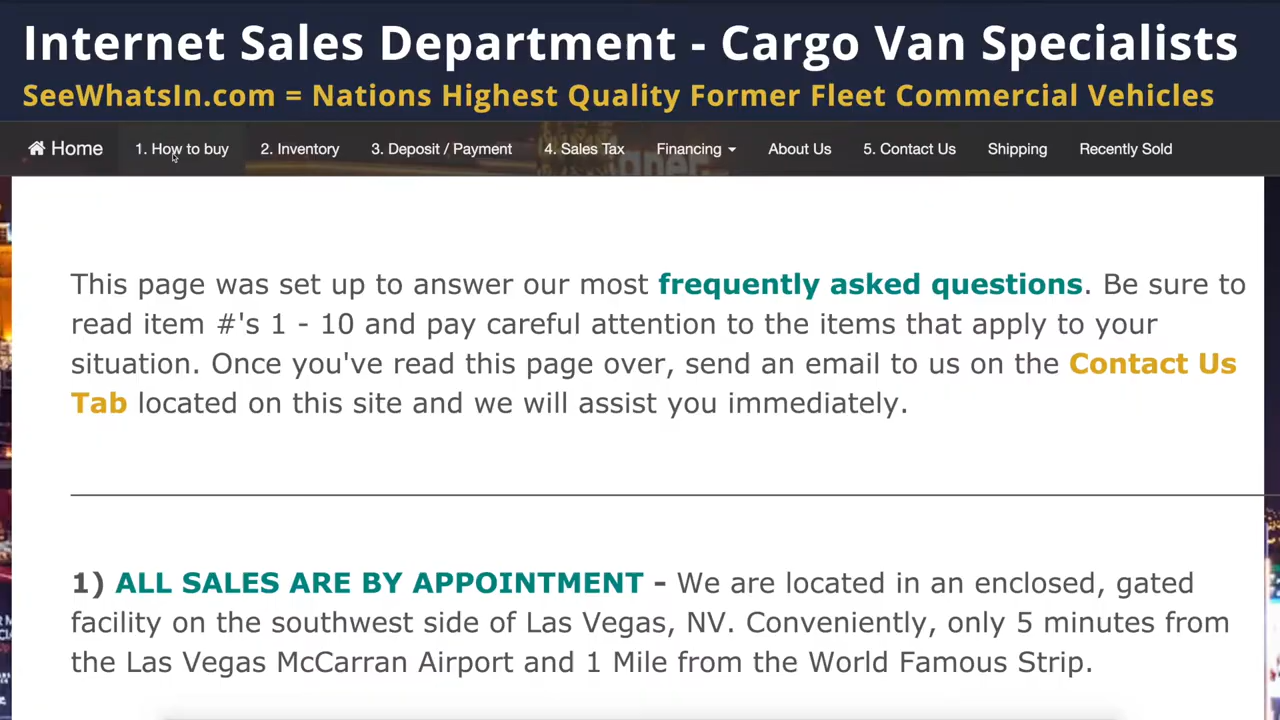 Internet Sales Department - Cargo Van Specialists
SeeWhatsIn.com = Nations Highest Quality Former Fleet Commercial Vehicles
Home 1. How to buy 2. Inventory 3. Deposit / Payment 4. Sales Tax Financing About Us 5. Contact Us Shipping Recently Sold
This page was set up to answer our most frequently asked questions. Be sure to
read item #'s 1 - 10 and pay careful attention to the items that apply to your
situation. Once you've read this page over, send an email to us on the Contact Us
Tab located on this site and we will assist you immediately.
1) ALL SALES ARE BY APPOINTMENT - We are located in an enclosed, gated
facility on the southwest side of Las Vegas, NV. Conveniently, only 5 minutes from
the Las Vegas McCarran Airport and 1 Mile from the World Famous Strip.